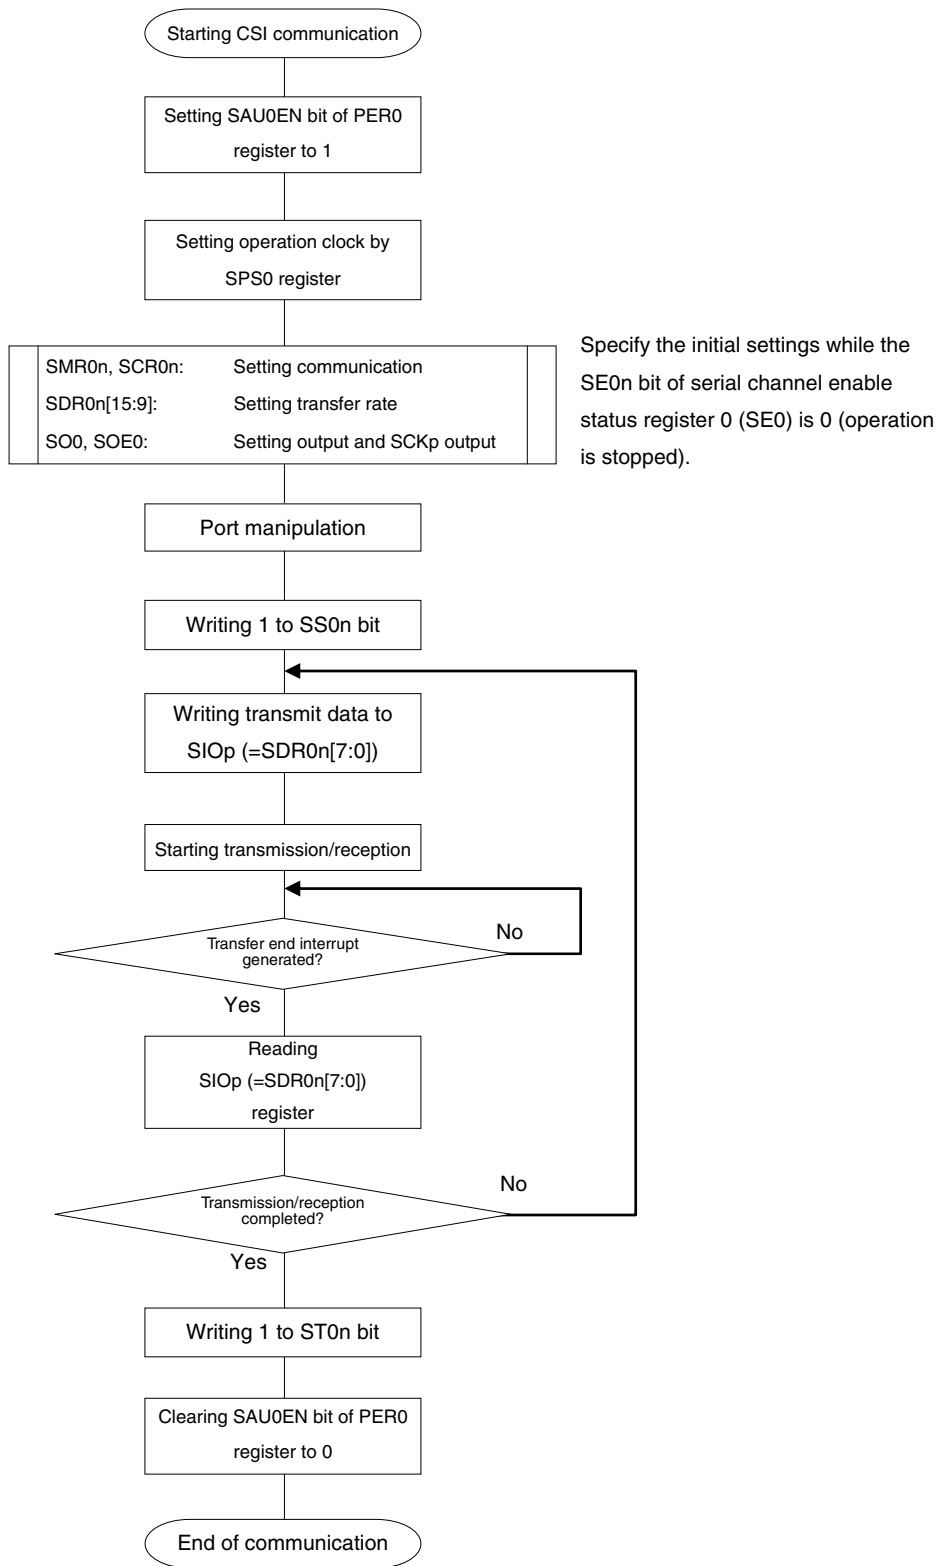 Starting CSI communication
Setting SAU0EN bit of PER0
register to 1
Setting operation clock by
SPS0 register
SMR0n, SCR0n: Setting communication
SDR0n[15:9]: Setting transfer rate
SO0, SOE0: Setting output and SCKp output
Specify the initial settings while the
SE0n bit of serial channel enable
status register 0 (SE0) is 0 (operation
is stopped).
Port manipulation
Writing 1 to SS0n bit
Writing transmit data to
SIOp (=SDR0n[7:0])
Starting transmission/reception
Transfer end interrupt
generated?
No
Yes
Reading
SIOp (=SDR0n[7:0])
register
Transmission/reception
completed?
No
Yes
Writing 1 to ST0n bit
Clearing SAU0EN bit of PER0
register to 0
End of communication